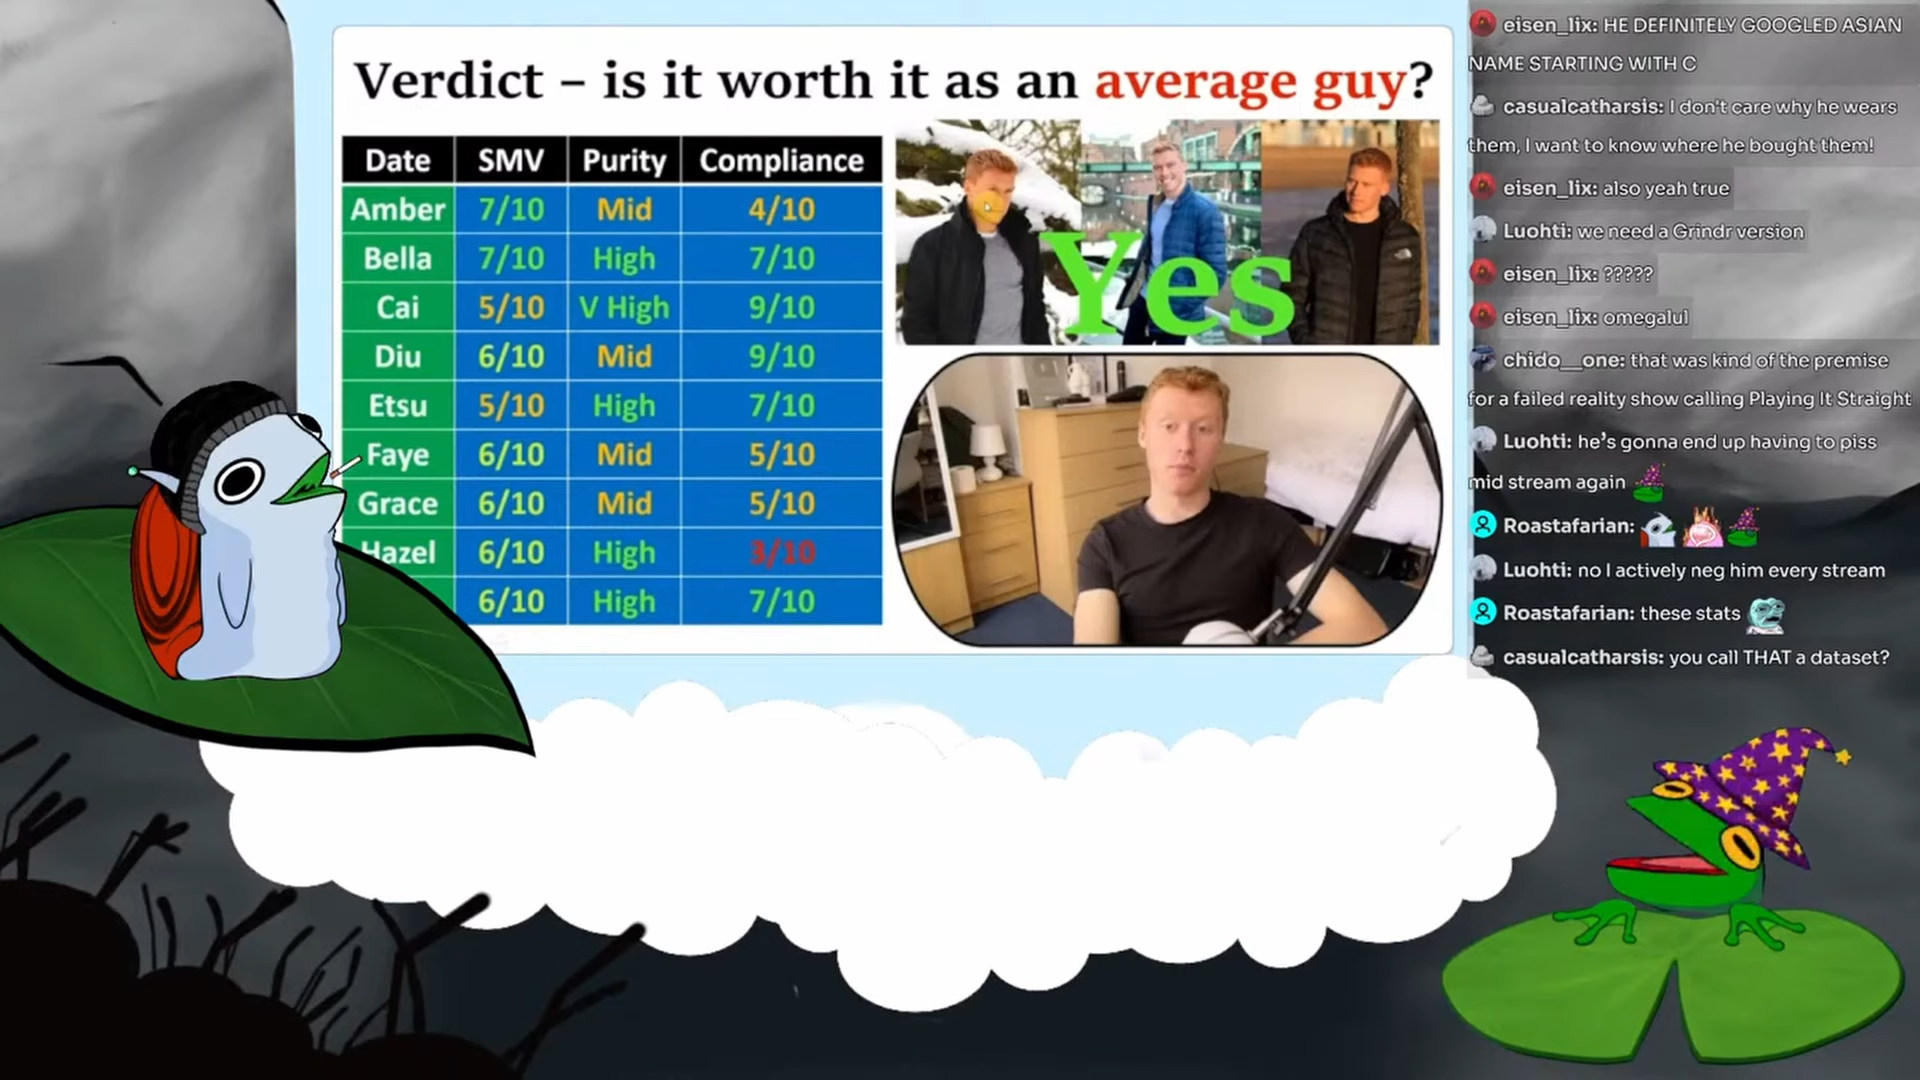 Verdict – is it worth it as an average guy?
Date SMV Purity Compliance
Amber 7/10 Mid 4/10
Bella 7/10 High 7/10
Cai 5/10 V High 9/10
Diu 6/10 Mid 9/10
Etsu 5/10 High 7/10
Faye 6/10 Mid 5/10
Grace 6/10 Mid 5/10
Hazel 6/10 High 3/10
6/10 High 7/10
Yes
eisen_lix: HE DEFINITELY GOOGLED ASIAN
NAME STARTING WITH C
casualcatharsis: I don't care why he wears
them, I want to know where he bought them!
eisen_lix: also yeah true
Luohti: we need a Grindr version
eisen_lix: ?????
eisen_lix: omegalul
chido__one: that was kind of the premise
for a failed reality show calling Playing It Straight
Luohti: he's gonna end up having to piss
mid stream again
Roastafarian:
Luohti: no I actively neg him every stream
Roastafarian: these stats
casualcatharsis: you call THAT a dataset?